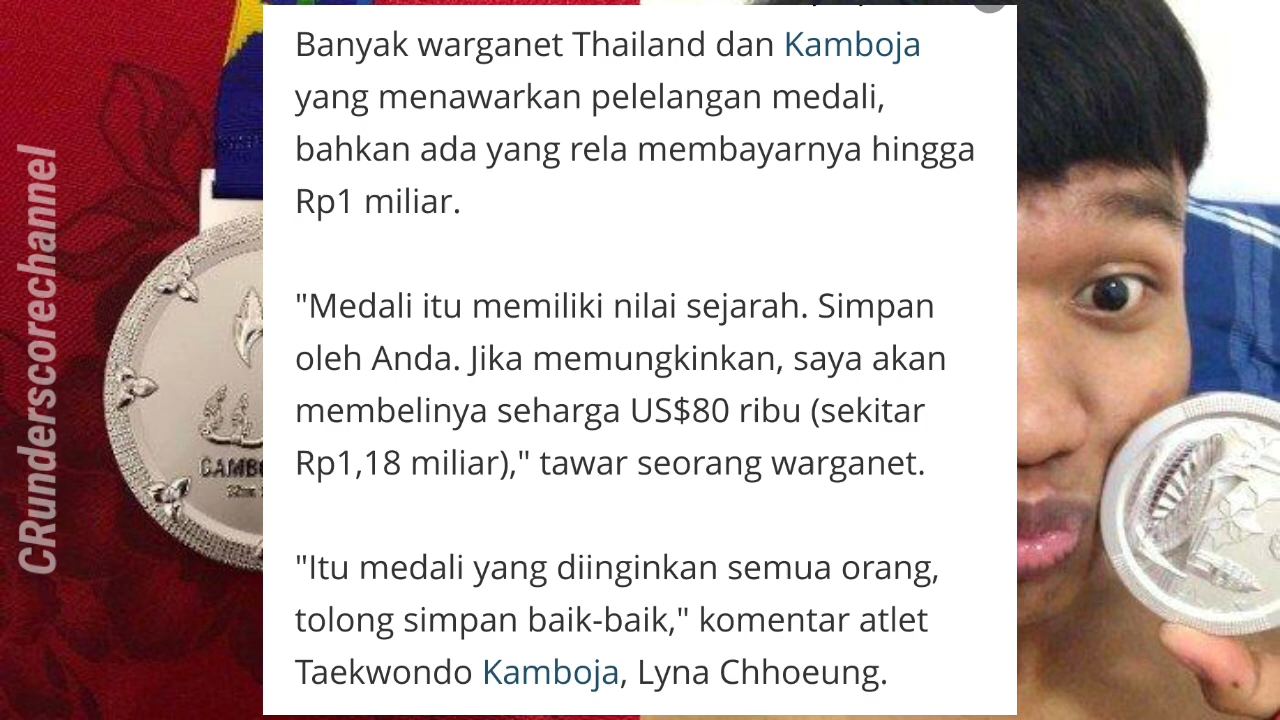 Banyak warganet Thailand dan Kamboja
yang menawarkan pelelangan medali,
bahkan ada yang rela membayarnya hingga
Rp1 miliar.
"Medali itu memiliki nilai sejarah. Simpan
oleh Anda. Jika memungkinkan, saya akan
membelinya seharga US$80 ribu (sekitar
Rp1,18 miliar)," tawar seorang warganet.
"Itu medali yang diinginkan semua orang,
tolong simpan baik-baik," komentar atlet
Taekwondo Kamboja, Lyna Chhoeung.
CRunderscorechannel
CAMB